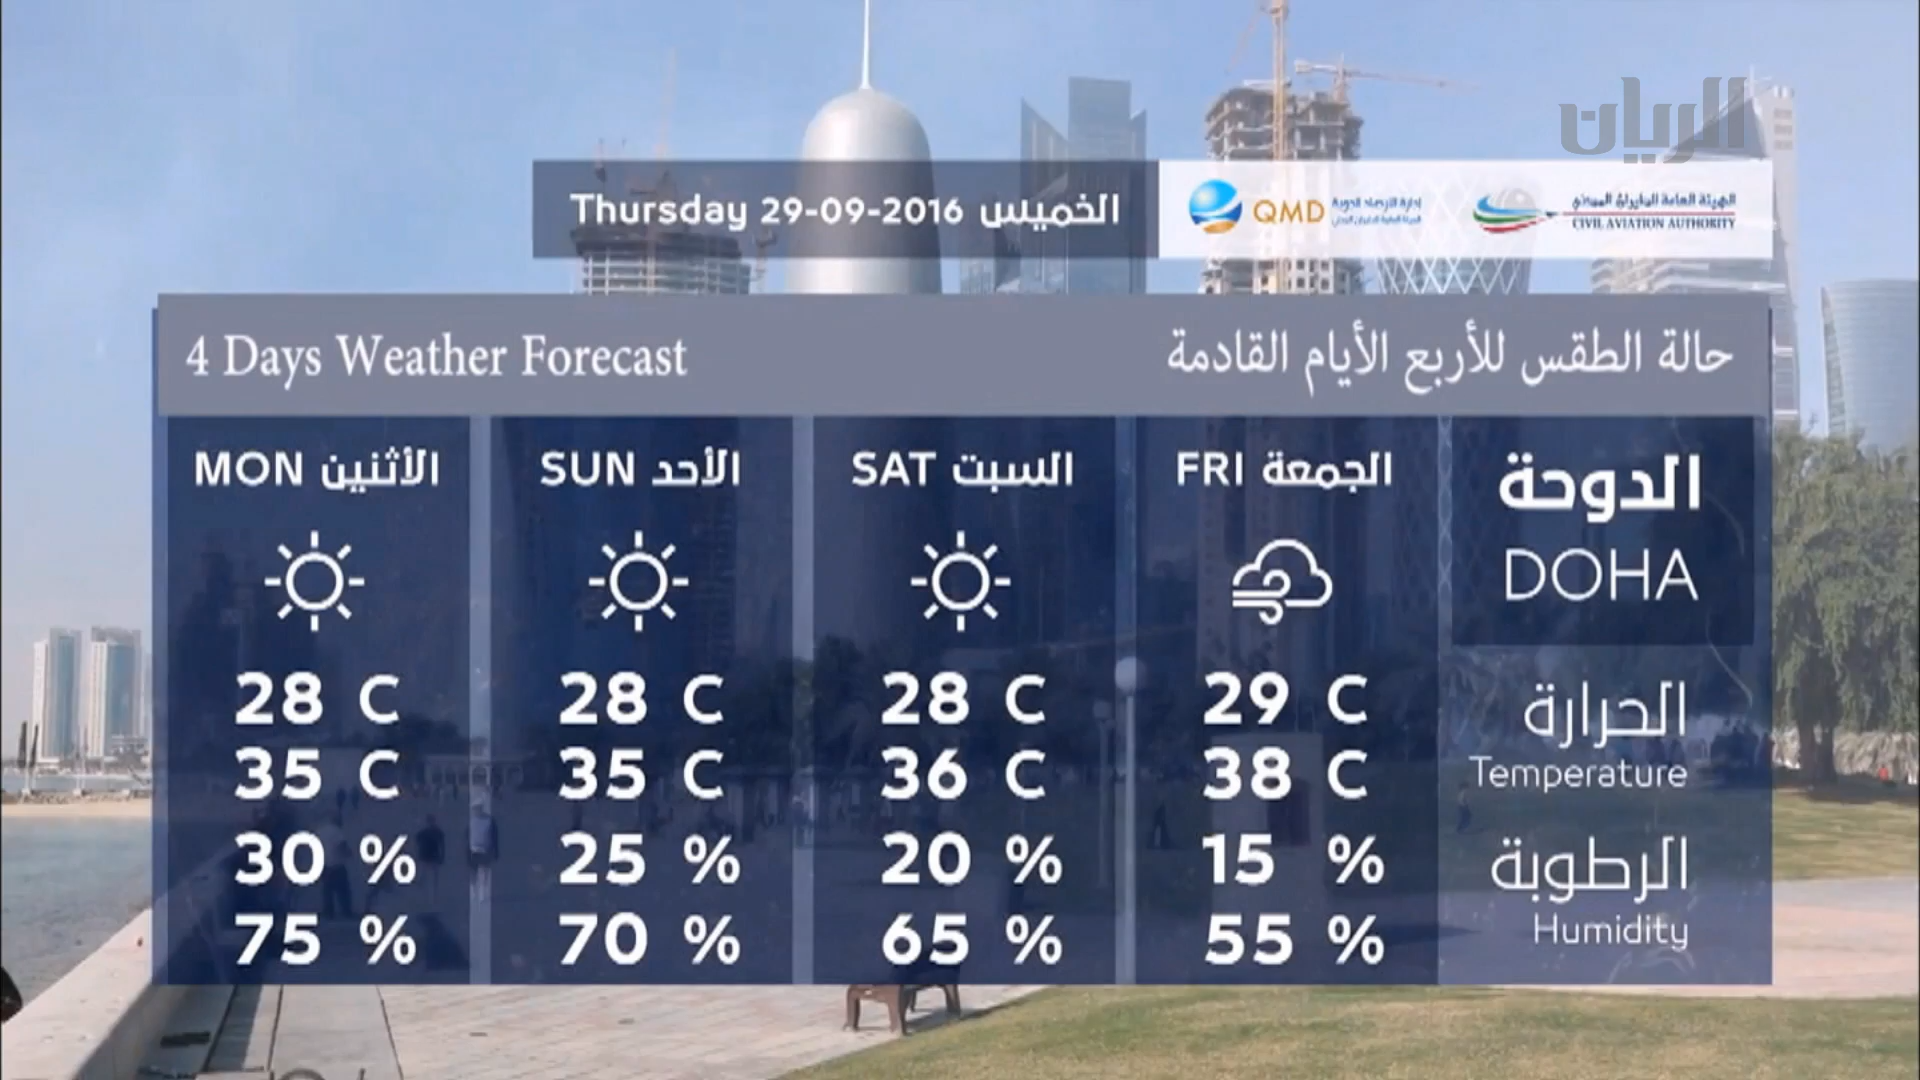 الريان
Thursday 29-09-2016 الخميس
QMD
CIVIL AVIATION AUTHORITY
4 Days Weather Forecast
حالة الطقس للأربع الأيام القادمة
MON الأثنين
SUN الأحد
SAT السبت
FRI الجمعة
الدوحة
DOHA
28 C 28 C 28 C 29 C
الحرارة
35 C 35 C 36 C 38 C
Temperature
30 % 25 % 20 % 15 %
الرطوبة
75 % 70 % 65 % 55 %
Humidity